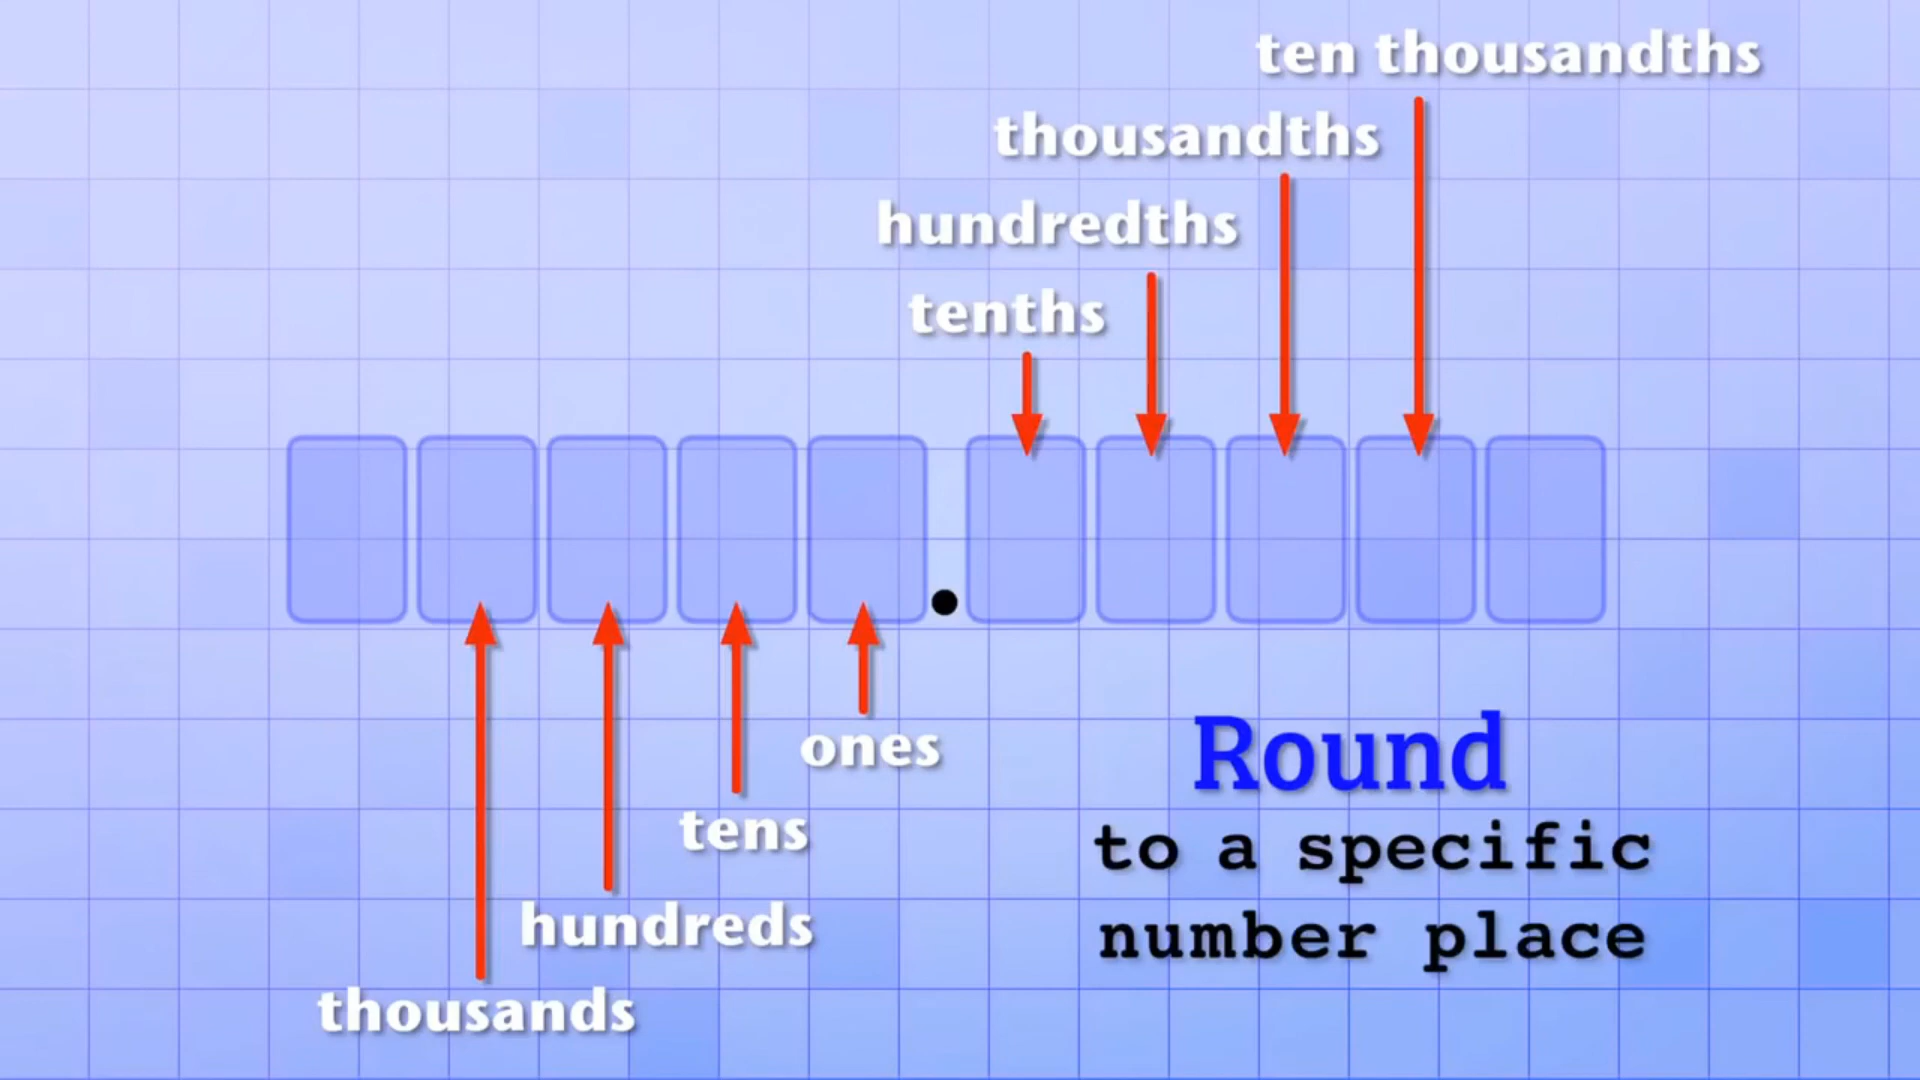 ten thousandths
thousandths
hundredths
tenths
.
ones
tens
hundreds
thousands
Round
to a specific
number place